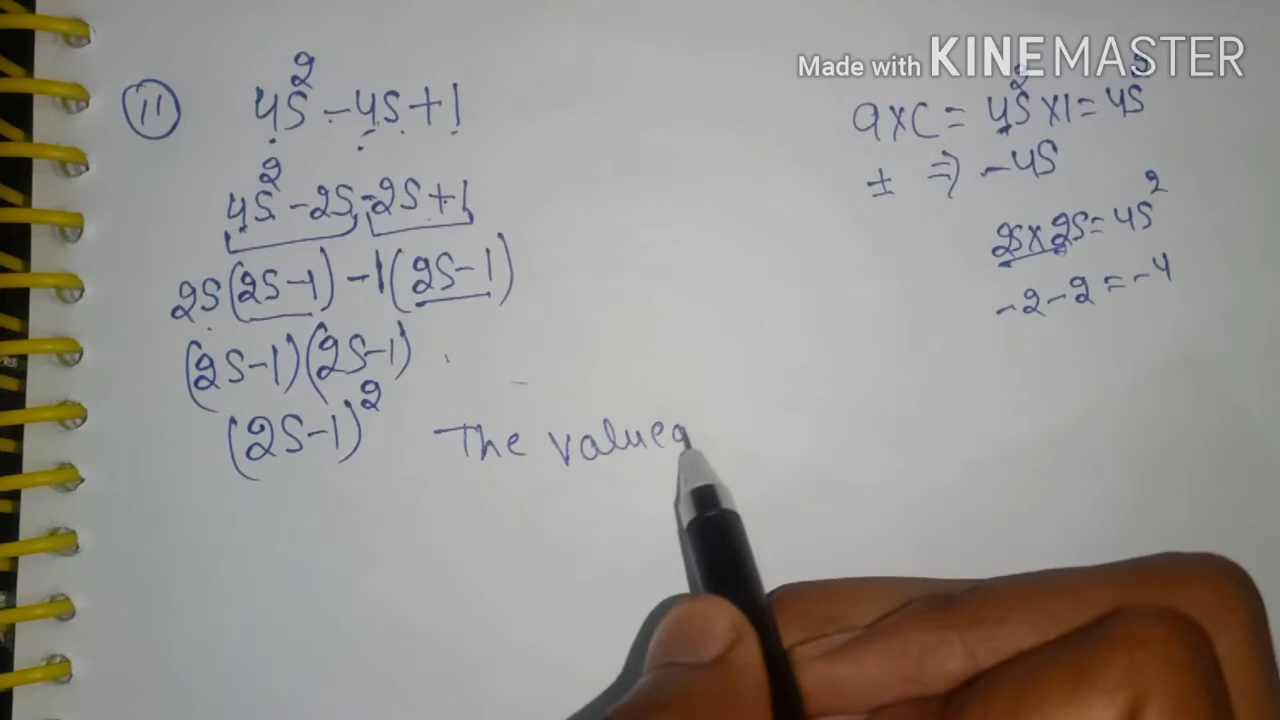 Made with KINEMASTER
⑪ 4S² - 4S + 1
4S² - 2S - 2S + 1
2S(2S-1) - 1(2S-1)
(2S-1)(2S-1)
(2S-1)² The value
a×c = 4S² × 1 = 4S²
± ⇒ -4S
2S×2S = 4S²
-2-2 = -4